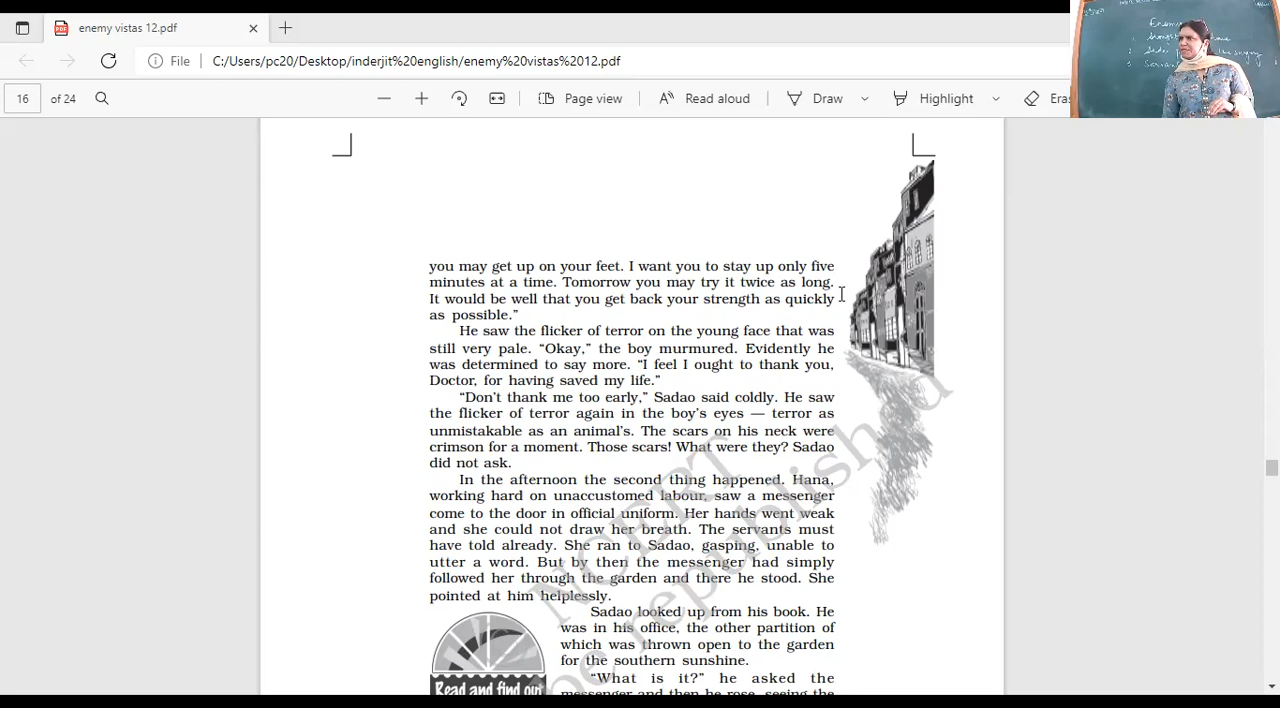 enemy vistas 12.pdf
File
C:/Users/pc20/Desktop/inderjit%20english/enemy%20vistas%2012.pdf
16 of 24
Page view
Read aloud
Draw
Highlight
Eras
Enemy
you may get up on your feet. I want you to stay up only five
minutes at a time. Tomorrow you may try it twice as long.
It would be well that you get back your strength as quickly
as possible.”
He saw the flicker of terror on the young face that was
still very pale. “Okay,” the boy murmured. Evidently he
was determined to say more. “I feel I ought to thank you,
Doctor, for having saved my life.”
“Don’t thank me too early,” Sadao said coldly. He saw
the flicker of terror again in the boy’s eyes — terror as
unmistakable as an animal’s. The scars on his neck were
crimson for a moment. Those scars! What were they? Sadao
did not ask.
In the afternoon the second thing happened. Hana,
working hard on unaccustomed labour, saw a messenger
come to the door in official uniform. Her hands went weak
and she could not draw her breath. The servants must
have told already. She ran to Sadao, gasping, unable to
utter a word. But by then the messenger had simply
followed her through the garden and there he stood. She
pointed at him helplessly.
Sadao looked up from his book. He
was in his office, the other partition of
which was thrown open to the garden
for the southern sunshine.
“What is it?” he asked the
messenger and then he rose, seeing the
Read and find out
NCERT
be republished